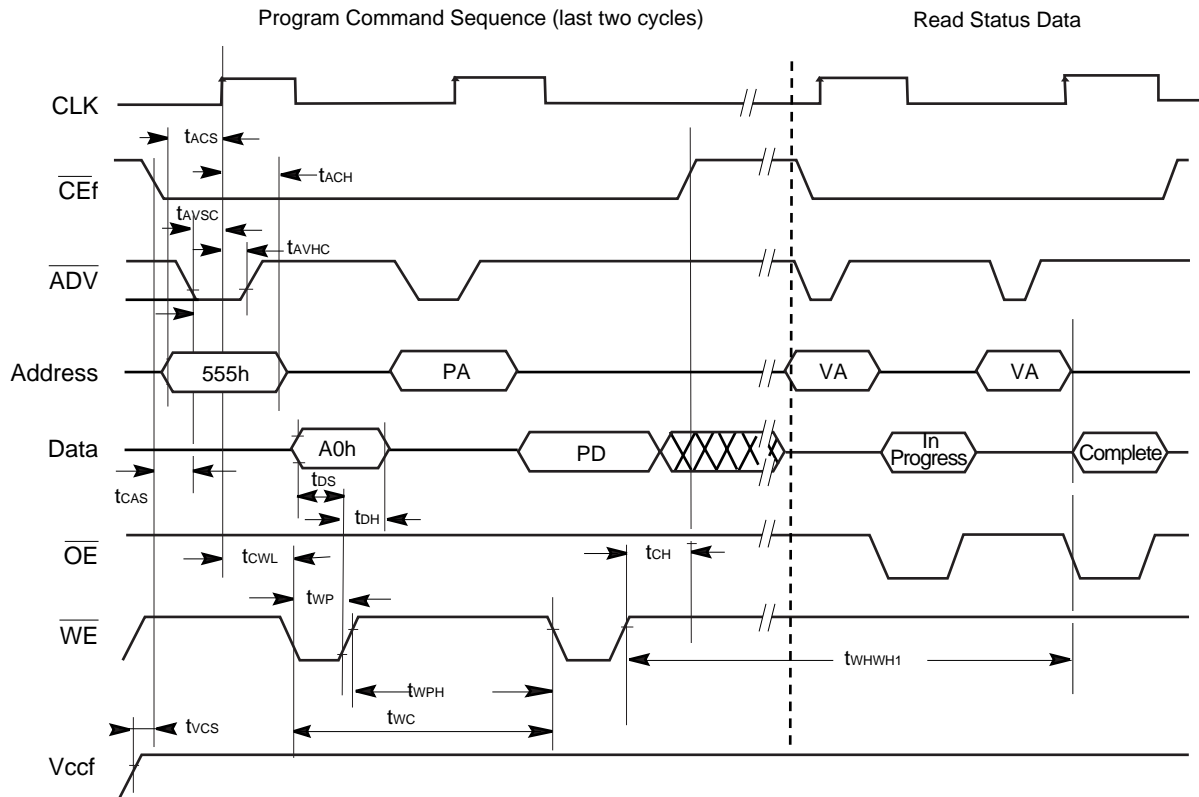 Program Command Sequence (last two cycles)
Read Status Data
CLK
tACS
CEf
tACH
tAVSC
tAVHC
ADV
Address
555h
PA
VA
VA
Data
A0h
PD
In
Progress
Complete
tCAS
tDS
tDH
OE
tCWL
tCH
tWP
WE
tWHWH1
tWPH
tWC
tVCS
Vccf